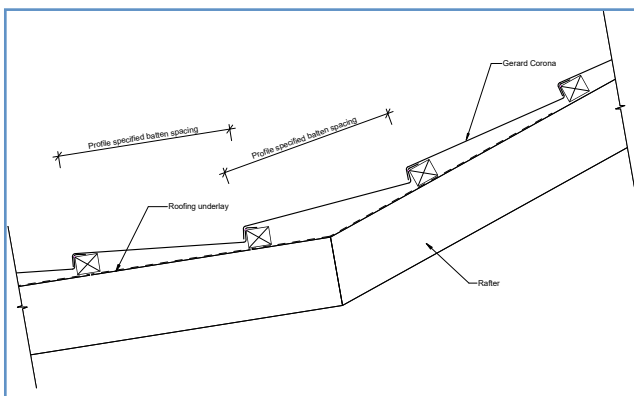 Gerard Corona
Profile specified batten spacing
Profile specified batten spacing
Roofing underlay
Rafter